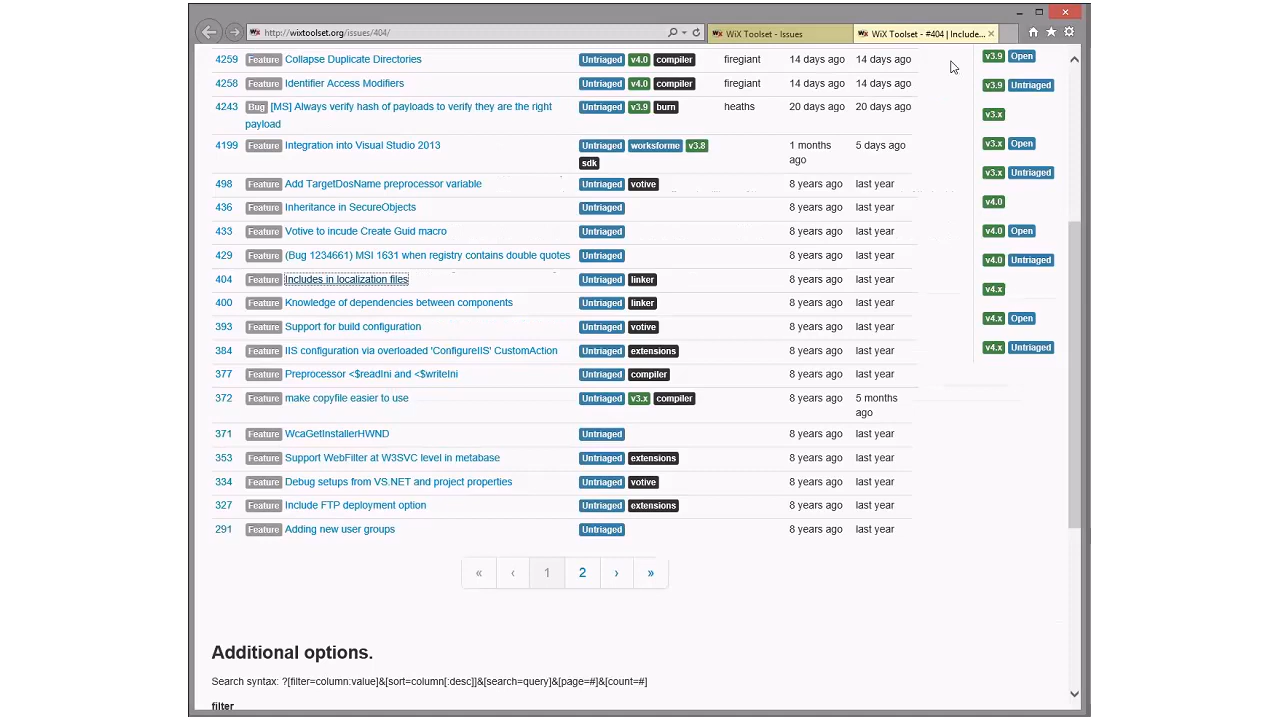 http://wixtoolset.org/issues/404/
WiX Toolset - Issues
WiX Toolset - #404 | Include...
4259 Feature Collapse Duplicate Directories Untriaged v4.0 compiler firegiant 14 days ago 14 days ago
4258 Feature Identifier Access Modifiers Untriaged v4.0 compiler firegiant 14 days ago 14 days ago
4243 Bug [MS] Always verify hash of payloads to verify they are the right Untriaged v3.9 burn heaths 20 days ago 20 days ago
payload
4199 Feature Integration into Visual Studio 2013 Untriaged worksforme v3.8 1 months 5 days ago
sdk ago
498 Feature Add TargetDosName preprocessor variable Untriaged votive 8 years ago last year
436 Feature Inheritance in SecureObjects Untriaged 8 years ago last year
433 Feature Votive to incude Create Guid macro Untriaged 8 years ago last year
429 Feature (Bug 1234661) MSI 1631 when registry contains double quotes Untriaged 8 years ago last year
404 Feature Includes in localization files Untriaged linker 8 years ago last year
400 Feature Knowledge of dependencies between components Untriaged linker 8 years ago last year
393 Feature Support for build configuration Untriaged votive 8 years ago last year
384 Feature IIS configuration via overloaded 'ConfigureIIS' CustomAction Untriaged extensions 8 years ago last year
377 Feature Preprocessor <$readIni and <$writeIni Untriaged compiler 8 years ago last year
372 Feature make copyfile easier to use Untriaged v3.x compiler 8 years ago 5 months
ago
371 Feature WcaGetInstallerHWND Untriaged 8 years ago last year
353 Feature Support WebFilter at W3SVC level in metabase Untriaged extensions 8 years ago last year
334 Feature Debug setups from VS.NET and project properties Untriaged votive 8 years ago last year
327 Feature Include FTP deployment option Untriaged extensions 8 years ago last year
291 Feature Adding new user groups Untriaged 8 years ago last year
« ‹ 1 2 › »
Additional options.
Search syntax: ?[filter=column:value]&[sort=column[:desc]]&[search=query]&[page=#]&[count=#]
filter
v3.9 Open
v3.9 Untriaged
v3.x
v3.x Open
v3.x Untriaged
v4.0
v4.0 Open
v4.0 Untriaged
v4.x
v4.x Open
v4.x Untriaged